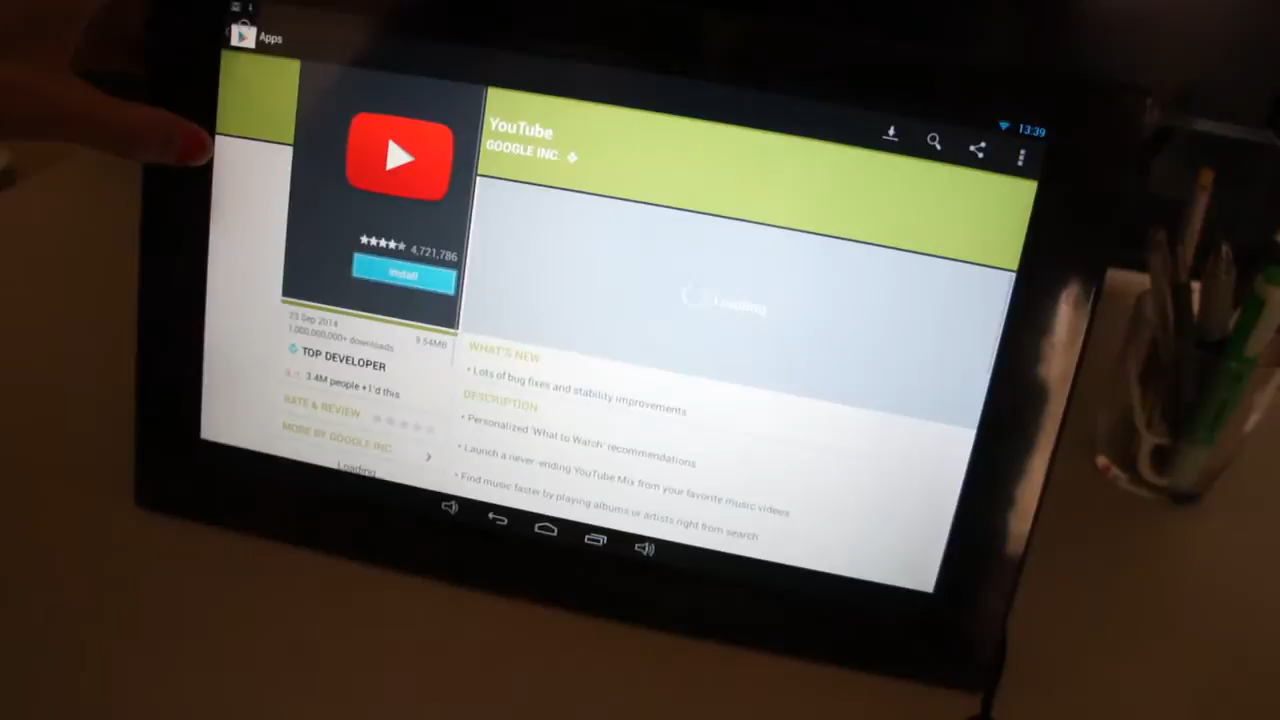 Apps
13:39
YouTube
GOOGLE INC.
4,721,786
Install
Loading
23 Sep 2014
1,000,000,000+ downloads
9.54MB
TOP DEVELOPER
3.4M people +1'd this.
RATE & REVIEW
MORE BY GOOGLE INC.
Loading
WHAT'S NEW
• Lots of bug fixes and stability improvements
DESCRIPTION
• Personalized 'What to Watch' recommendations
• Launch a never-ending YouTube Mix from your favorite music videos
• Find music faster by playing albums or artists right from search